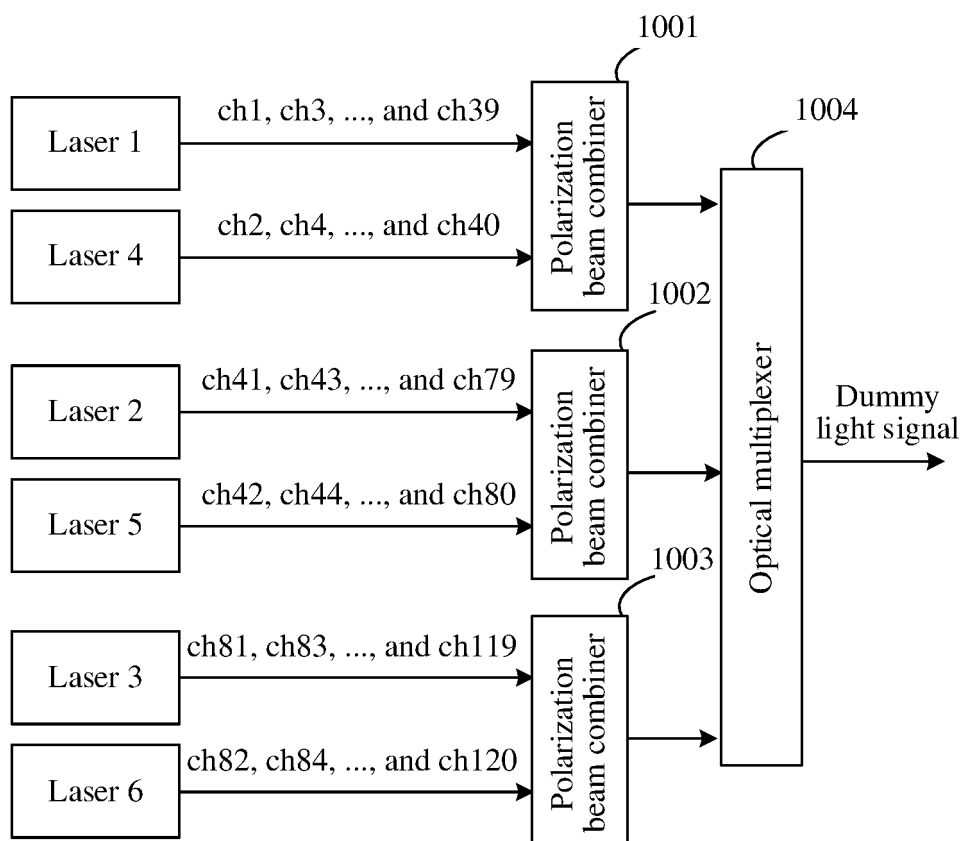 1001
1004
Laser 1
ch1, ch3, ..., and ch39
Laser 4
ch2, ch4, ..., and ch40
Polarization
beam combiner
1002
Laser 2
ch41, ch43, ..., and ch79
Laser 5
ch42, ch44, ..., and ch80
Polarization
beam combiner
Optical multiplexer
Dummy
light signal
1003
Laser 3
ch81, ch83, ..., and ch119
Laser 6
ch82, ch84, ..., and ch120
Polarization
beam combiner